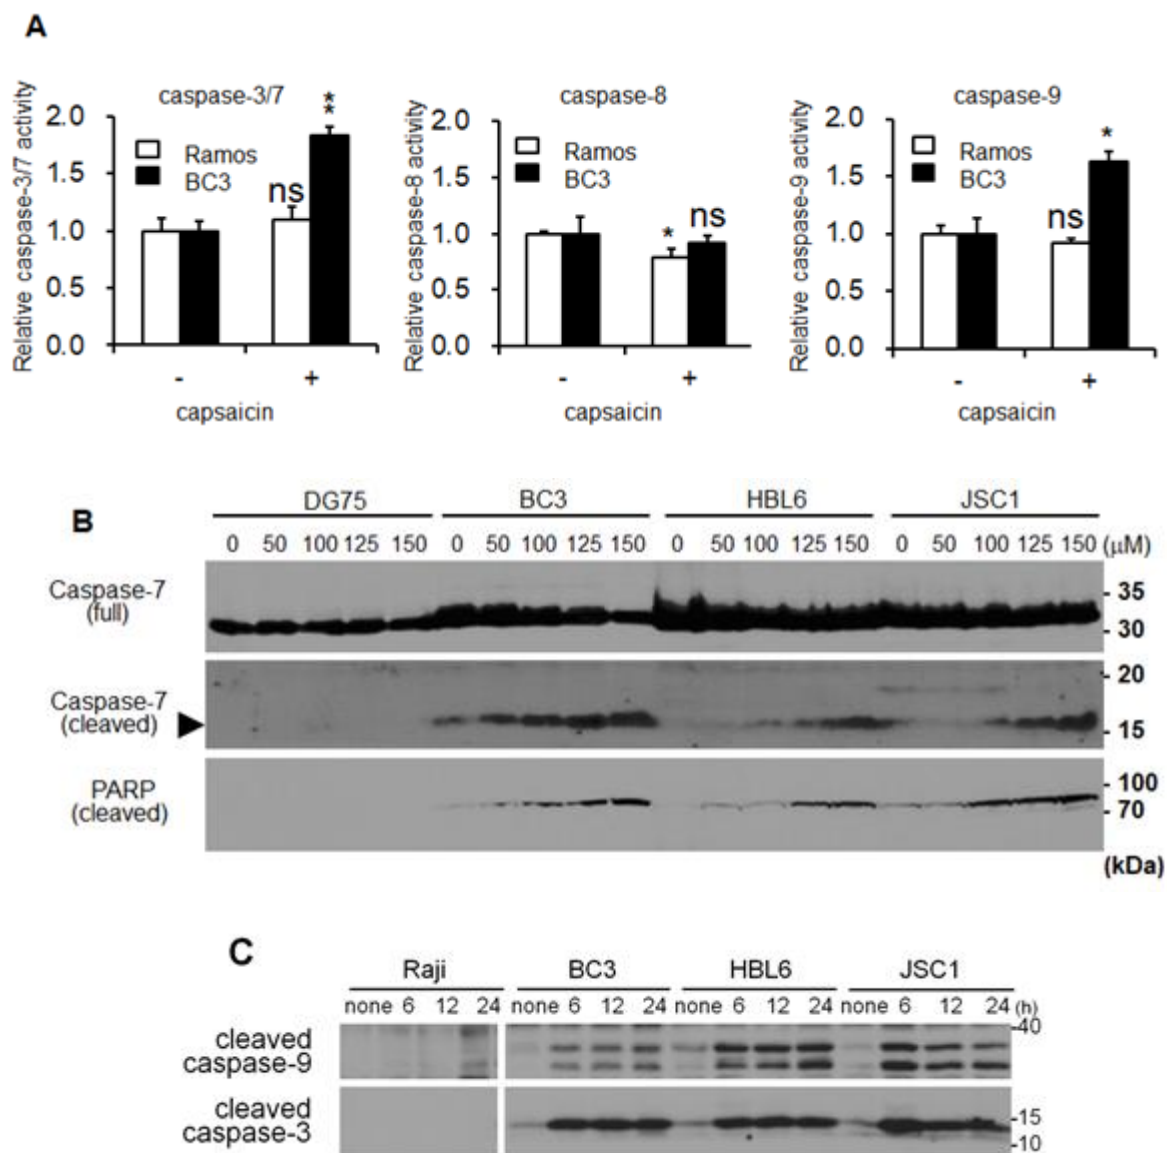 A
caspase-3/7
caspase-8
caspase-9
Relative caspase-3/7 activity
2.0
1.5
1.0
0.5
0.0
Ramos
BC3
ns
**
- +
capsaicin
Relative caspase-8 activity
2.0
1.5
1.0
0.5
0.0
Ramos
BC3
*
ns
- +
capsaicin
Relative caspase-9 activity
2.0
1.5
1.0
0.5
0.0
Ramos
BC3
ns
*
- +
capsaicin
B
DG75 BC3 HBL6 JSC1
0 50 100 125 150 0 50 100 125 150 0 50 100 125 150 0 50 100 125 150 (μM)
Caspase-7
(full)
- 35
- 30
Caspase-7
(cleaved)
- 20
- 15
PARP
(cleaved)
- 100
- 70
(kDa)
C
Raji BC3 HBL6 JSC1
none 6 12 24 none 6 12 24 none 6 12 24 none 6 12 24 (h)
cleaved
caspase-9
-40
cleaved
caspase-3
-15
-10